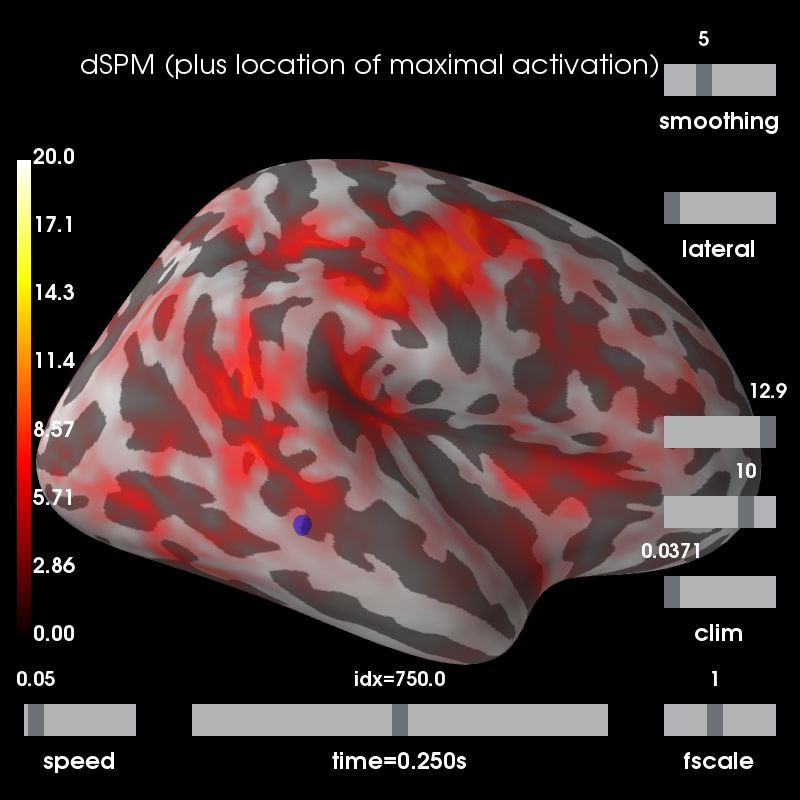 5
dSPM (plus location of maximal activation)
smoothing
20.0
17.1
lateral
14.3
11.4
12.9
8.57
10
5.71
0.0371
2.86
0.00
clim
0.05
idx=750.0
1
speed
time=0.250s
fscale